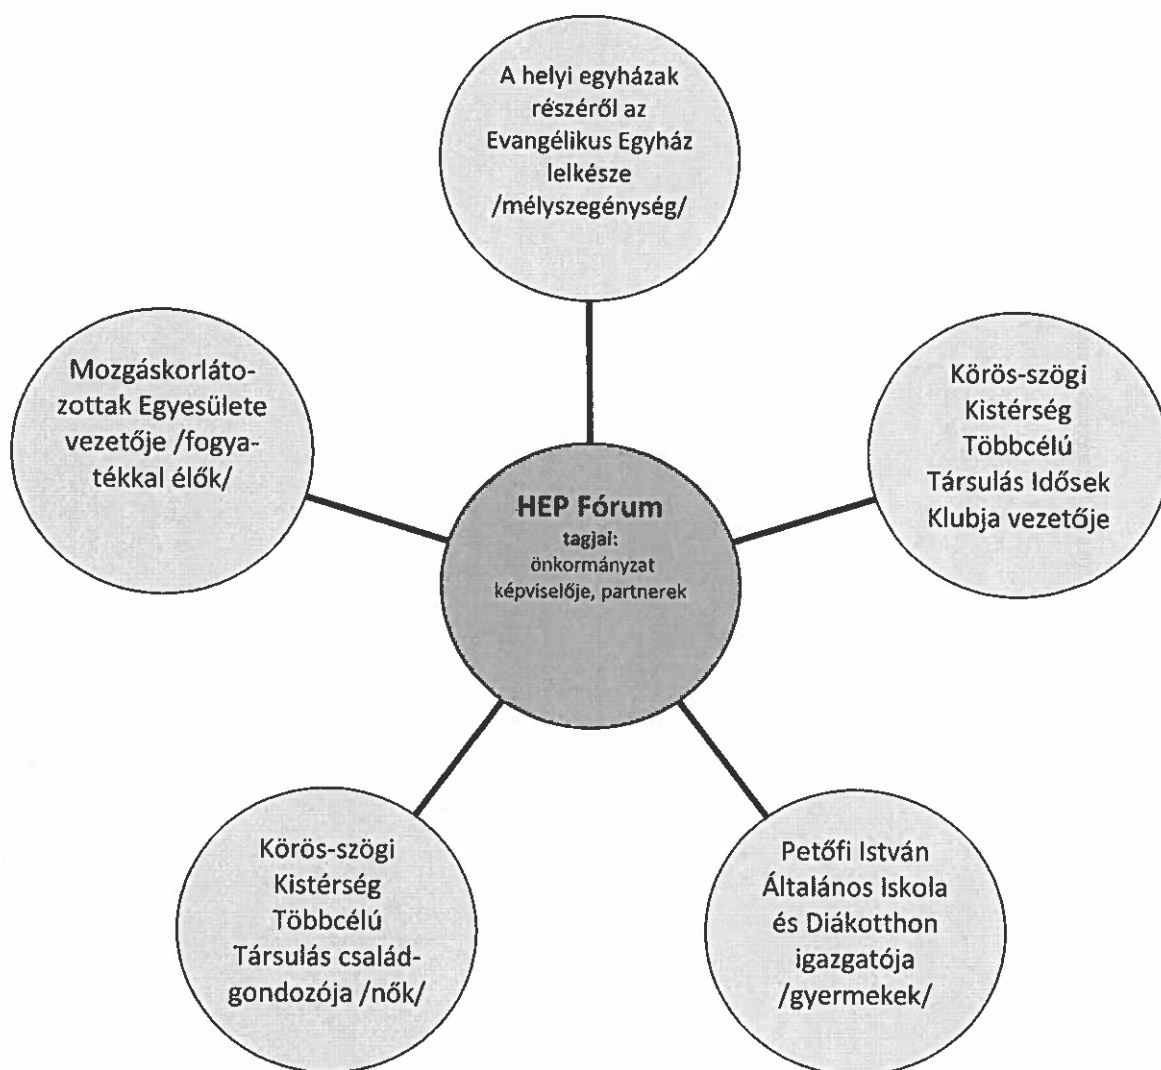 A helyi egyházak
részéről az
Evangélikus Egyház
lelkésze
/mélyszegénység/
Mozgáskorláto-
zottak Egyesülete
vezetője /fogya-
tékkal élők/
Körös-szögi
Kistérség
Többcélú
Társulás Idősek
Klubja vezetője
HEP Fórum
tagjai:
önkormányzat
képviselője, partnerek
Körös-szögi
Kistérség
Többcélú
Társulás család-
gondozója /nők/
Petőfi István
Általános Iskola
és Diákotthon
igazgatója
/gyermekek/